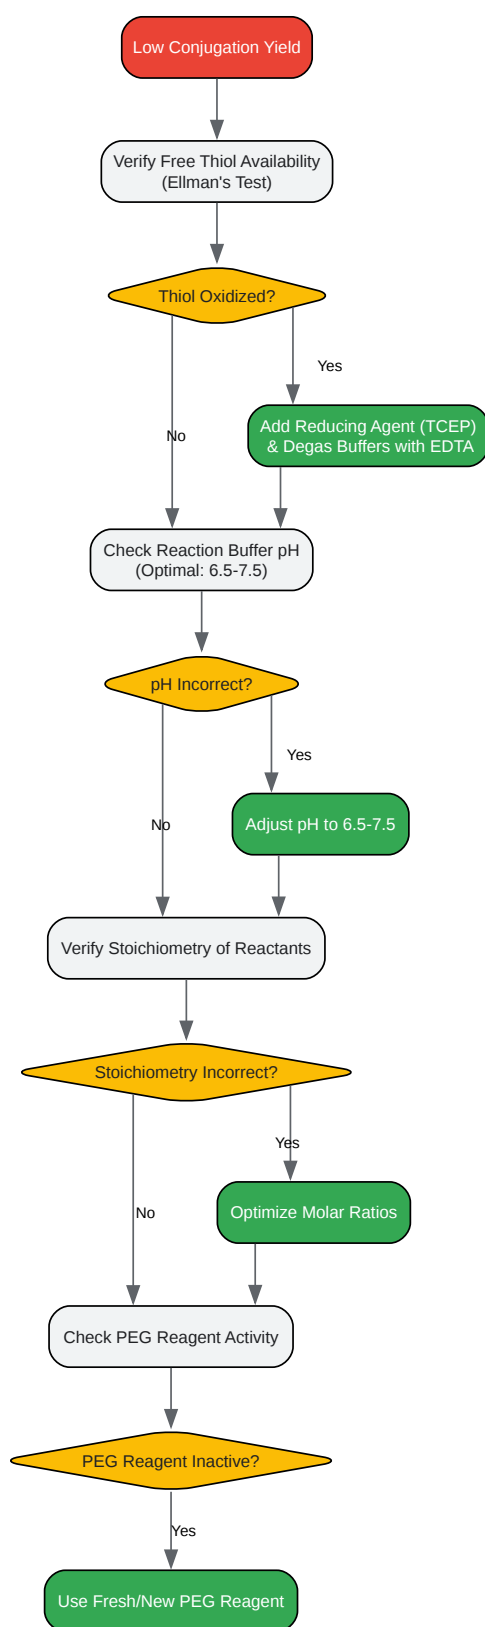 Low Conjugation Yield
Verify Free Thiol Availability
(Ellman's Test)
Thiol Oxidized?
Yes
Add Reducing Agent (TCEP)
& Degas Buffers with EDTA
No
Check Reaction Buffer pH
(Optimal: 6.5-7.5)
pH Incorrect?
Yes
Adjust pH to 6.5-7.5
No
Verify Stoichiometry of Reactants
Stoichiometry Incorrect?
Yes
Optimize Molar Ratios
No
Check PEG Reagent Activity
PEG Reagent Inactive?
Yes
Use Fresh/New PEG Reagent